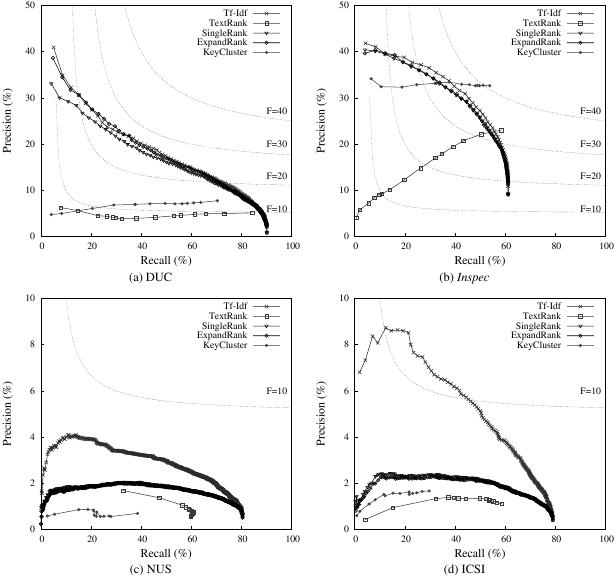 50
40
30
20
10
0
Precision (%)
0 20 40 60 80 100
Recall (%)
Tf-Idf
TextRank
SingleRank
ExpandRank
KeyCluster
F=40
F=30
F=20
F=10
(a) DUC
50
40
30
20
10
0
Precision (%)
0 20 40 60 80 100
Recall (%)
Tf-Idf
TextRank
SingleRank
ExpandRank
KeyCluster
F=40
F=30
F=20
F=10
(b) Inspec
10
8
6
4
2
0
Precision (%)
0 20 40 60 80 100
Recall (%)
Tf-Idf
TextRank
SingleRank
ExpandRank
KeyCluster
F=10
(c) NUS
10
8
6
4
2
0
Precision (%)
0 20 40 60 80 100
Recall (%)
Tf-Idf
TextRank
SingleRank
ExpandRank
KeyCluster
F=10
(d) ICSI